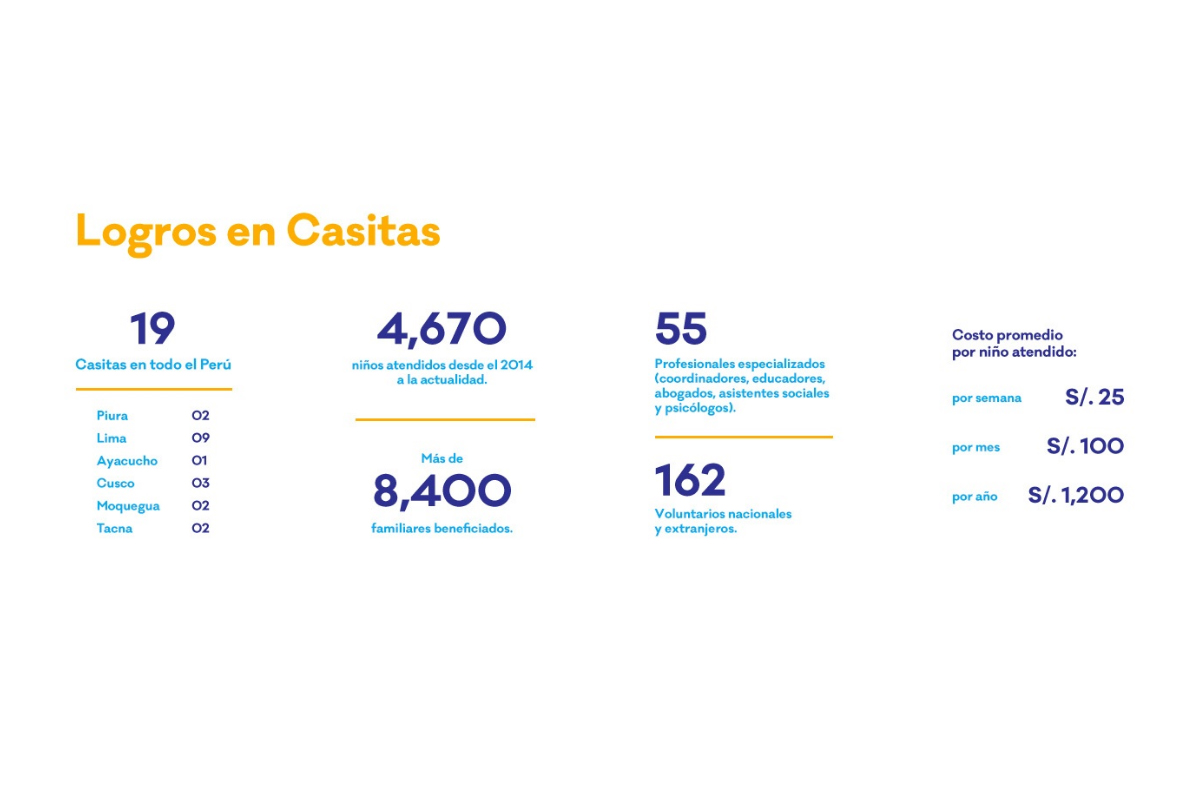 Logros en Casitas
19
Casitas en todo el Perú
Piura 02
Lima 09
Ayacucho 01
Cusco 03
Moquegua 02
Tacna 02
4,670
niños atendidos desde el 2014
a la actualidad.
Más de
8,400
familiares beneficiados.
55
Profesionales especializados
(coordinadores, educadores,
abogados, asistentes sociales
y psicólogos).
162
Voluntarios nacionales
y extranjeros.
Costo promedio
por niño atendido:
por semana S/. 25
por mes S/. 100
por año S/. 1,200